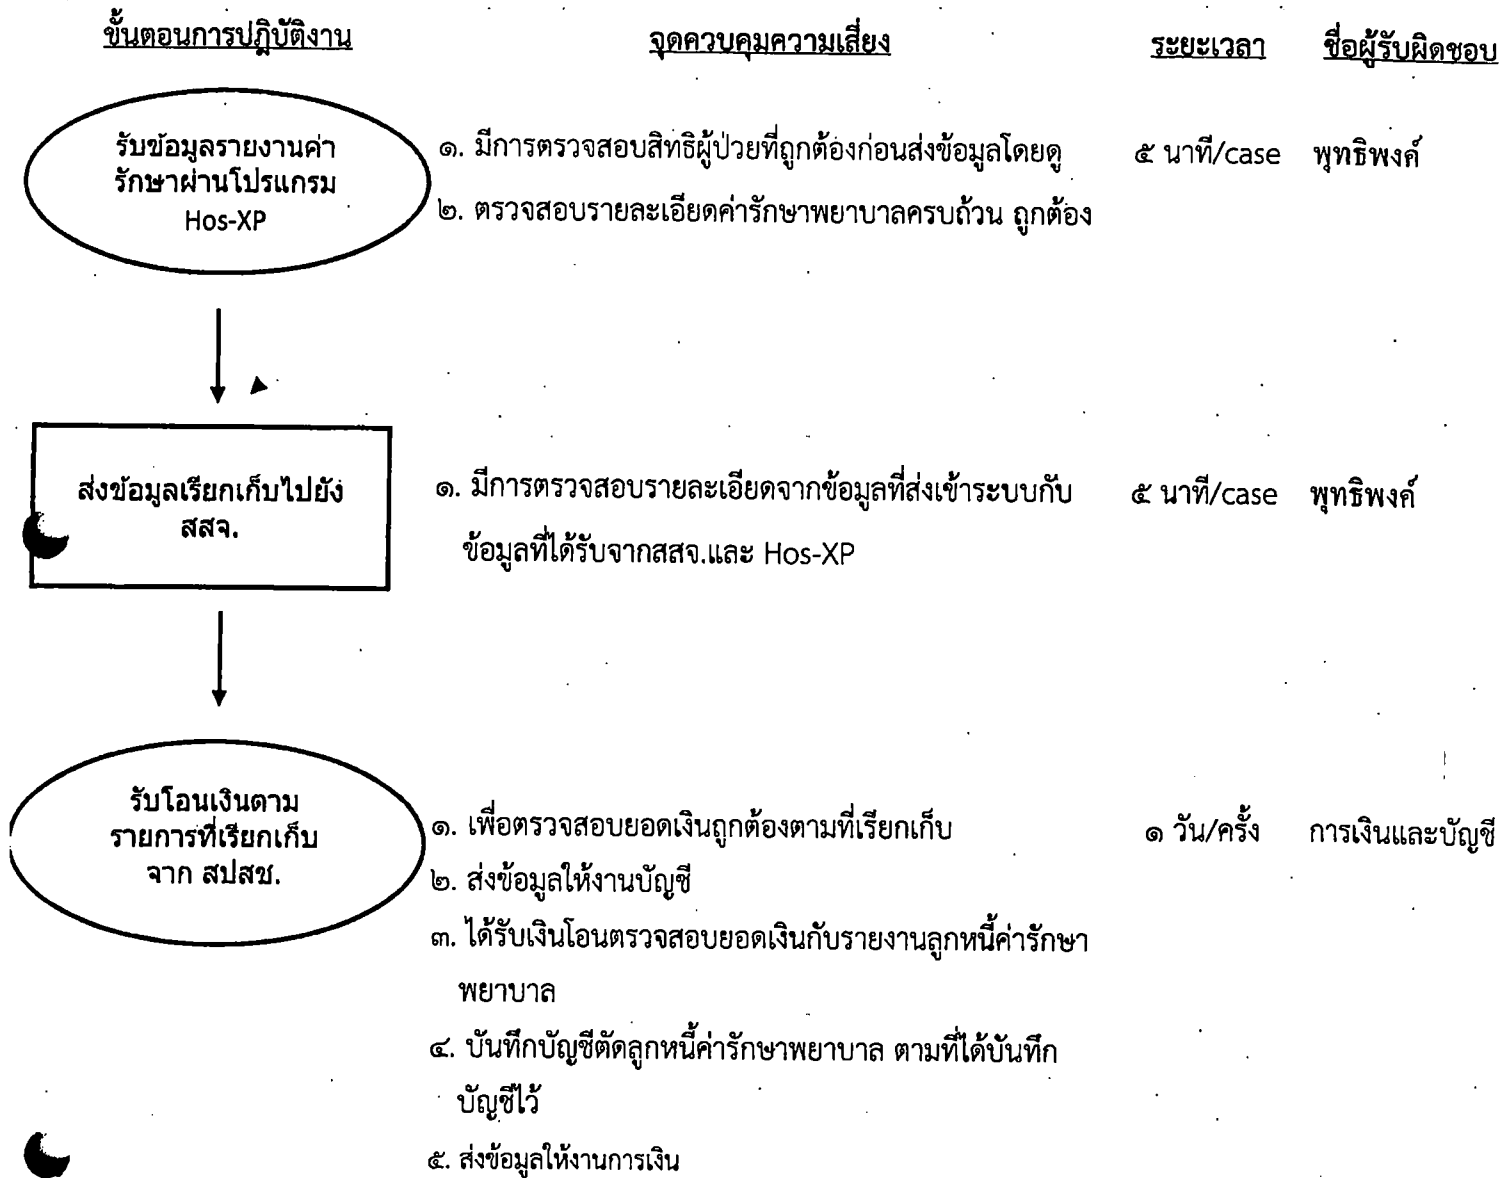 ขั้นตอนการปฏิบัติงาน จุดควบคุมความเสี่ยง ระยะเวลา ชื่อผู้รับผิดชอบ
รับข้อมูลรายงานค่า
รักษาผ่านโปรแกรม
Hos-XP
๑. มีการตรวจสอบสิทธิผู้ป่วยที่ถูกต้องก่อนส่งข้อมูลโดยดู ๕ นาที/case พุทธิพงค์
๒. ตรวจสอบรายละเอียดค่ารักษาพยาบาลครบถ้วน ถูกต้อง
ส่งข้อมูลเรียกเก็บไปยัง
สสจ.
๑. มีการตรวจสอบรายละเอียดจากข้อมูลที่ส่งเข้าระบบกับ ๕ นาที/case พุทธิพงศ์
ข้อมูลที่ได้รับจากสสจ.และ Hos-XP
รับโอนเงินตาม
รายการที่เรียกเก็บ
จาก สปสช.
๑. เพื่อตรวจสอบยอดเงินถูกต้องตามที่เรียกเก็บ ๑ วัน/ครั้ง การเงินและบัญชี
๒. ส่งข้อมูลให้งานบัญชี
๓. ได้รับเงินโอนตรวจสอบยอดเงินกับรายงานลูกหนี้ค่ารักษา
พยาบาล
๔. บันทึกบัญชีตัดลูกหนี้ค่ารักษาพยาบาล ตามที่ได้บันทึก
บัญชีไว้
๕. ส่งข้อมูลให้งานการเงิน